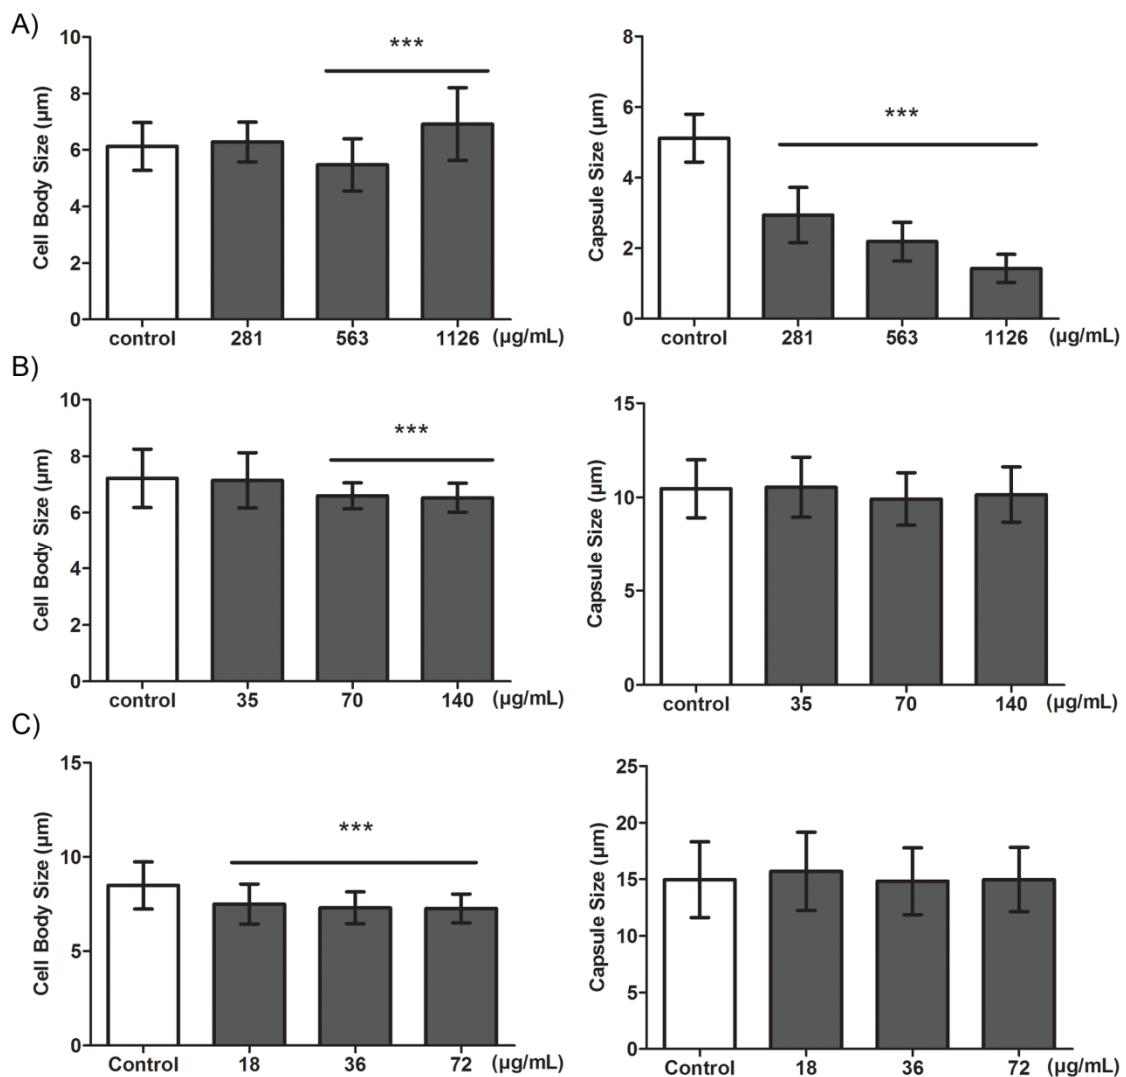 A)
Cell Body Size (µm)
10
8
6
4
2
0
***
control 281 563 1126 (µg/mL)
Capsule Size (µm)
8
6
4
2
0
***
control 281 563 1126 (µg/mL)
B)
Cell Body Size (µm)
10
8
6
4
2
0
***
control 35 70 140 (µg/mL)
Capsule Size (µm)
15
10
5
0
control 35 70 140 (µg/mL)
C)
Cell Body Size (µm)
15
10
5
0
***
Control 18 36 72 (µg/mL)
Capsule Size (µm)
25
20
15
10
5
0
Control 18 36 72 (µg/mL)